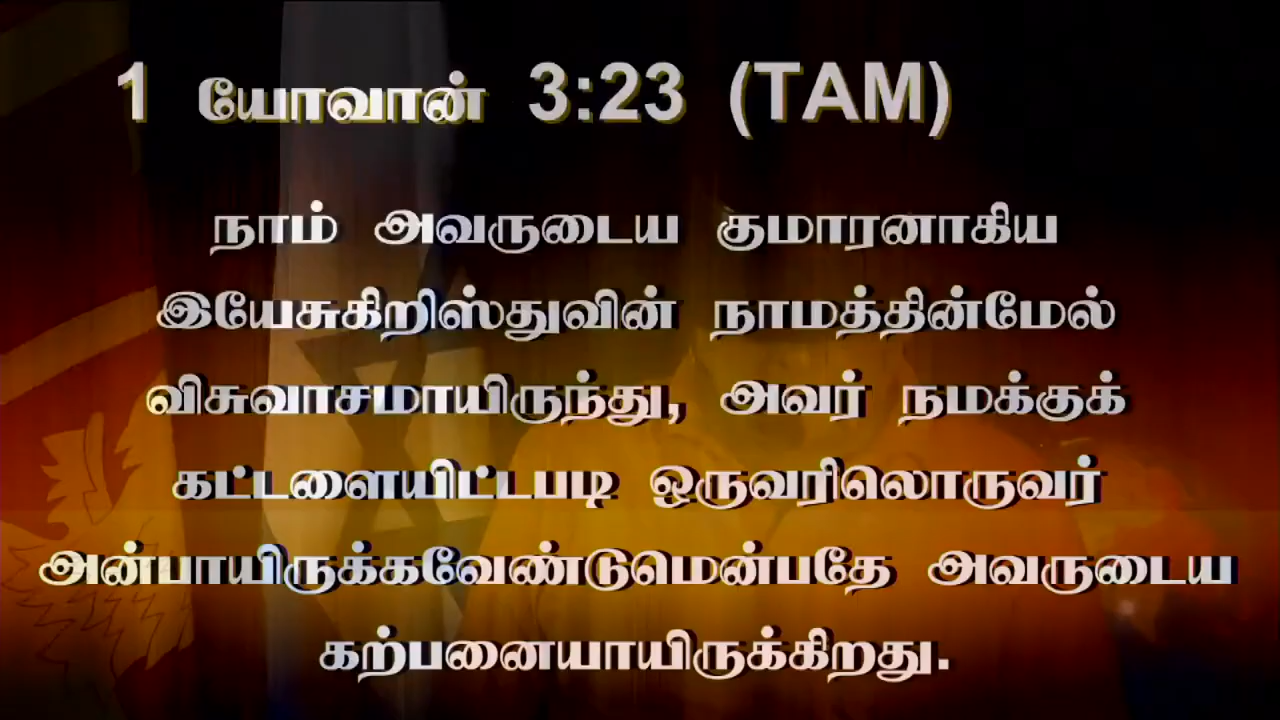 1 யோவான் 3:23 (TAM)
நாம் அவருடைய குமாரனாகிய
இயேசுகிறிஸ்துவின் நாமத்தின்மேல்
விசுவாசமாயிருந்து, அவர் நமக்குக்
கட்டளையிட்டபடி ஒருவரிலொருவர்
அன்பாயிருக்கவேண்டுமென்பதே அவருடைய
கற்பனையாயிருக்கிறது.